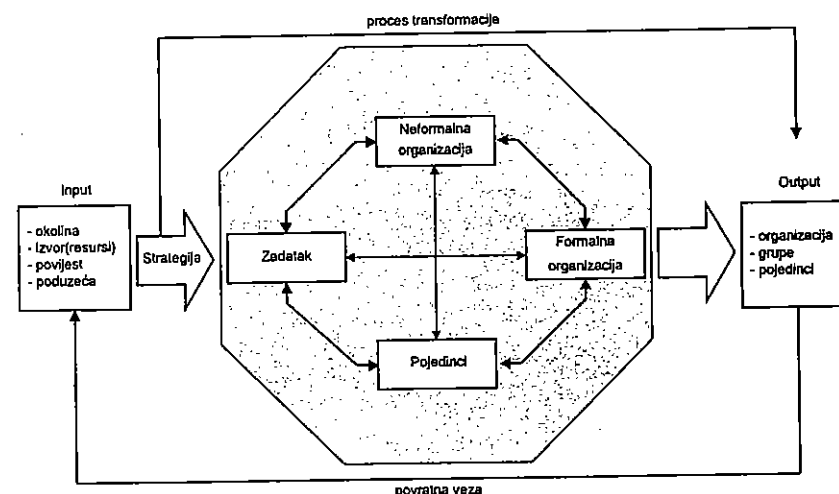 proces transformacije
Neformalna
organizacija
Input
- okolina
- Izvor(resursi)
- povijest
- poduzeća
Strategija
Zadatak
Formalna
organizacija
Pojedinci
Output
- organizacija
- grupe
- pojedinci
povratna veza